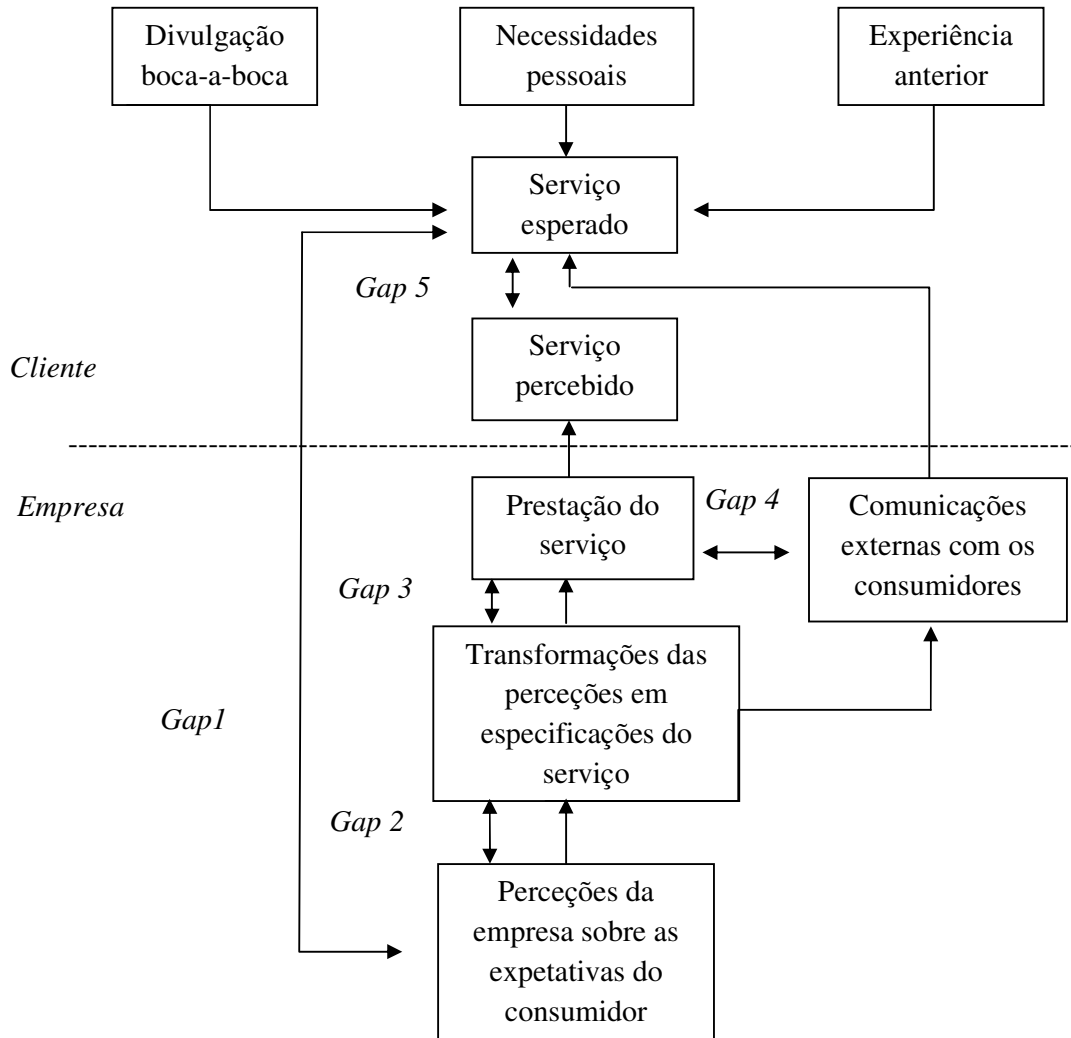 Divulgação
boca-a-boca
Necessidades
pessoais
Experiência
anterior
Serviço
esperado
Gap 5
Serviço
percebido
Cliente
Empresa
Prestação do
serviço
Gap 4
Comunicações
externas com os
consumidores
Gap 3
Transformações das
perceções em
especificações do
serviço
Gap1
Gap 2
Perceções da
empresa sobre as
expetativas do
consumidor